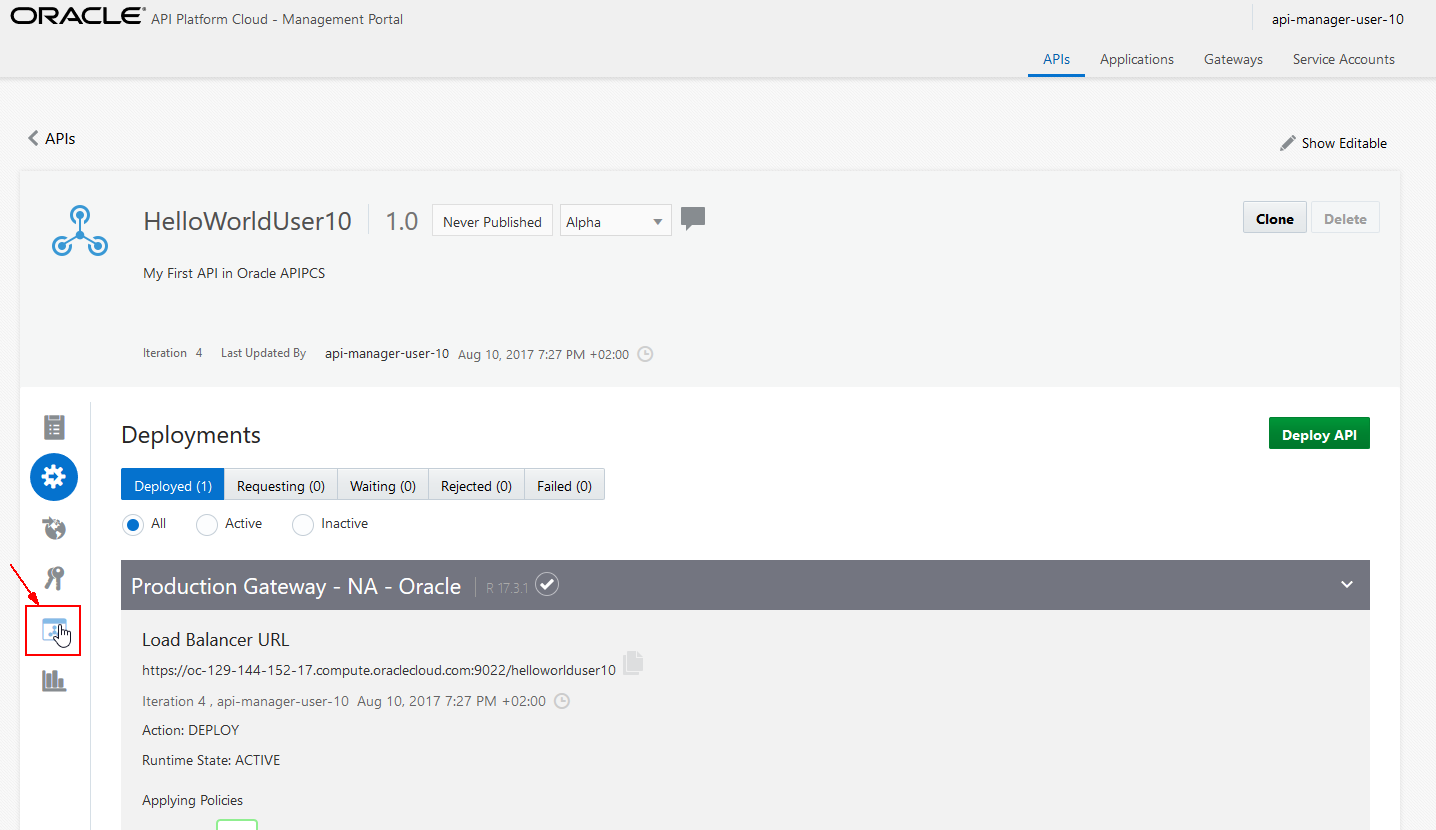 ORACLE® API Platform Cloud - Management Portal
api-manager-user-10
APIs Applications Gateways Service Accounts
APIs
Show Editable
HelloWorldUser10 1.0 Never Published Alpha
Clone Delete
My First API in Oracle APIPCS
Iteration 4 Last Updated By api-manager-user-10 Aug 10, 2017 7:27 PM +02:00
Deployments
Deploy API
Deployed (1) Requesting (0) Waiting (0) Rejected (0) Failed (0)
All Active Inactive
Production Gateway - NA - Oracle R 17.3.1
Load Balancer URL
https://oc-129-144-152-17.compute.oraclecloud.com:9022/helloworlduser10
Iteration 4 , api-manager-user-10 Aug 10, 2017 7:27 PM +02:00
Action: DEPLOY
Runtime State: ACTIVE
Applying Policies